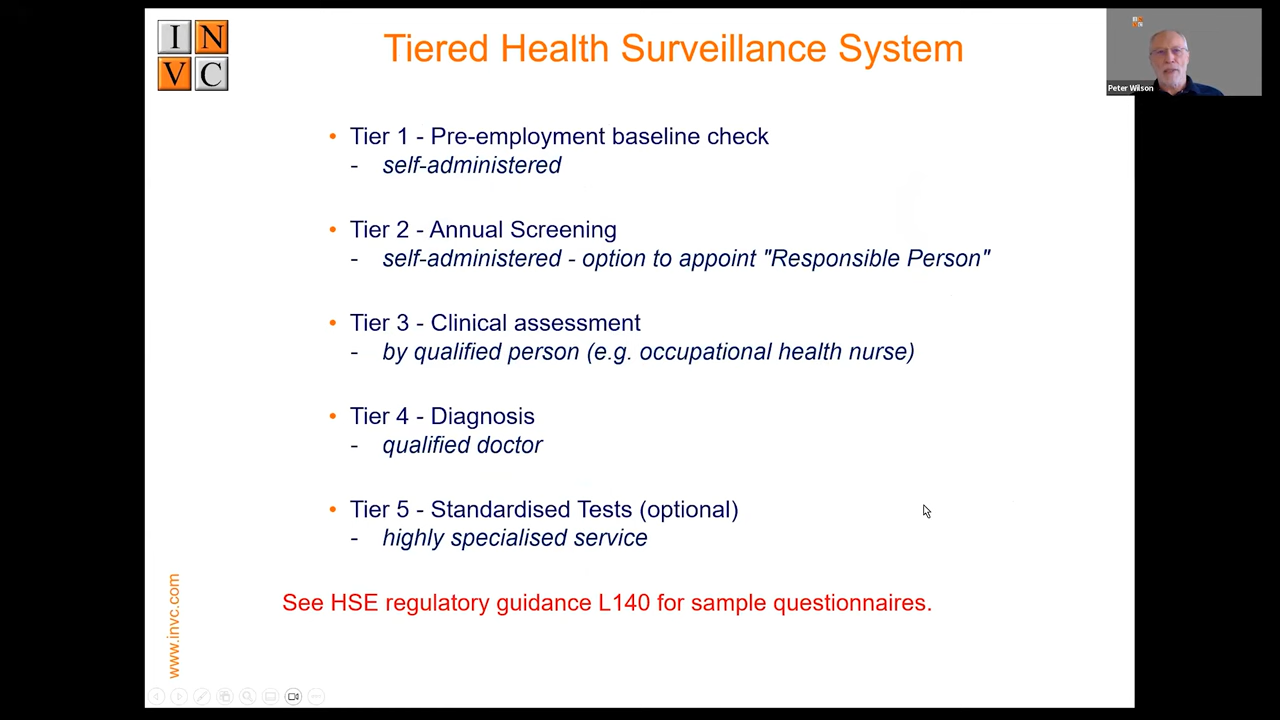 I N
V C
Tiered Health Surveillance System
Peter Wilson
• Tier 1 - Pre-employment baseline check
- self-administered
• Tier 2 - Annual Screening
- self-administered - option to appoint "Responsible Person"
• Tier 3 - Clinical assessment
- by qualified person (e.g. occupational health nurse)
• Tier 4 - Diagnosis
- qualified doctor
• Tier 5 - Standardised Tests (optional)
- highly specialised service
See HSE regulatory guidance L140 for sample questionnaires.
www.invc.com